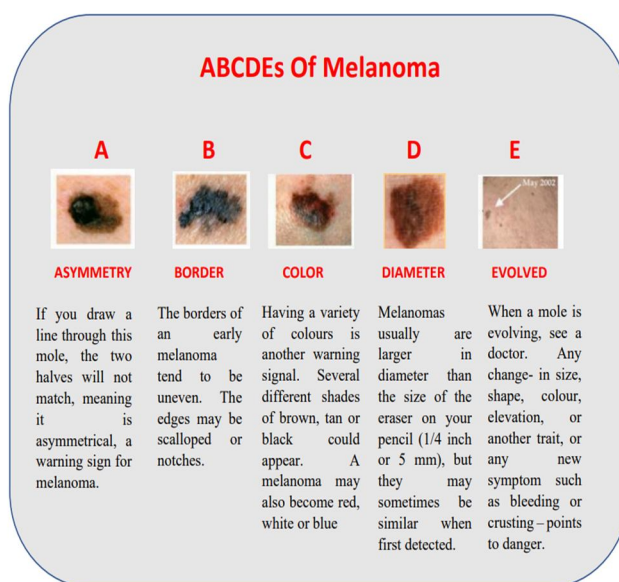 ABCDEs Of Melanoma
A
B
C
D
E
May 2002
ASYMMETRY
BORDER
COLOR
DIAMETER
EVOLVED
If you draw a
line through this
mole, the two
halves will not
match, meaning
it is
asymmetrical, a
warning sign for
melanoma.
The borders of
an early
melanoma
tend to be
uneven. The
edges may be
scalloped or
notches.
Having a variety
of colours is
another warning
signal. Several
different shades
of brown, tan or
black could
appear. A
melanoma may
also become red,
white or blue
Melanomas
usually are
larger in
diameter than
the size of the
eraser on your
pencil (1/4 inch
or 5 mm), but
they may
sometimes be
similar when
first detected.
When a mole is
evolving, see a
doctor. Any
change- in size,
shape, colour,
elevation, or
another trait, or
any new
symptom such
as bleeding or
crusting – points
to danger.